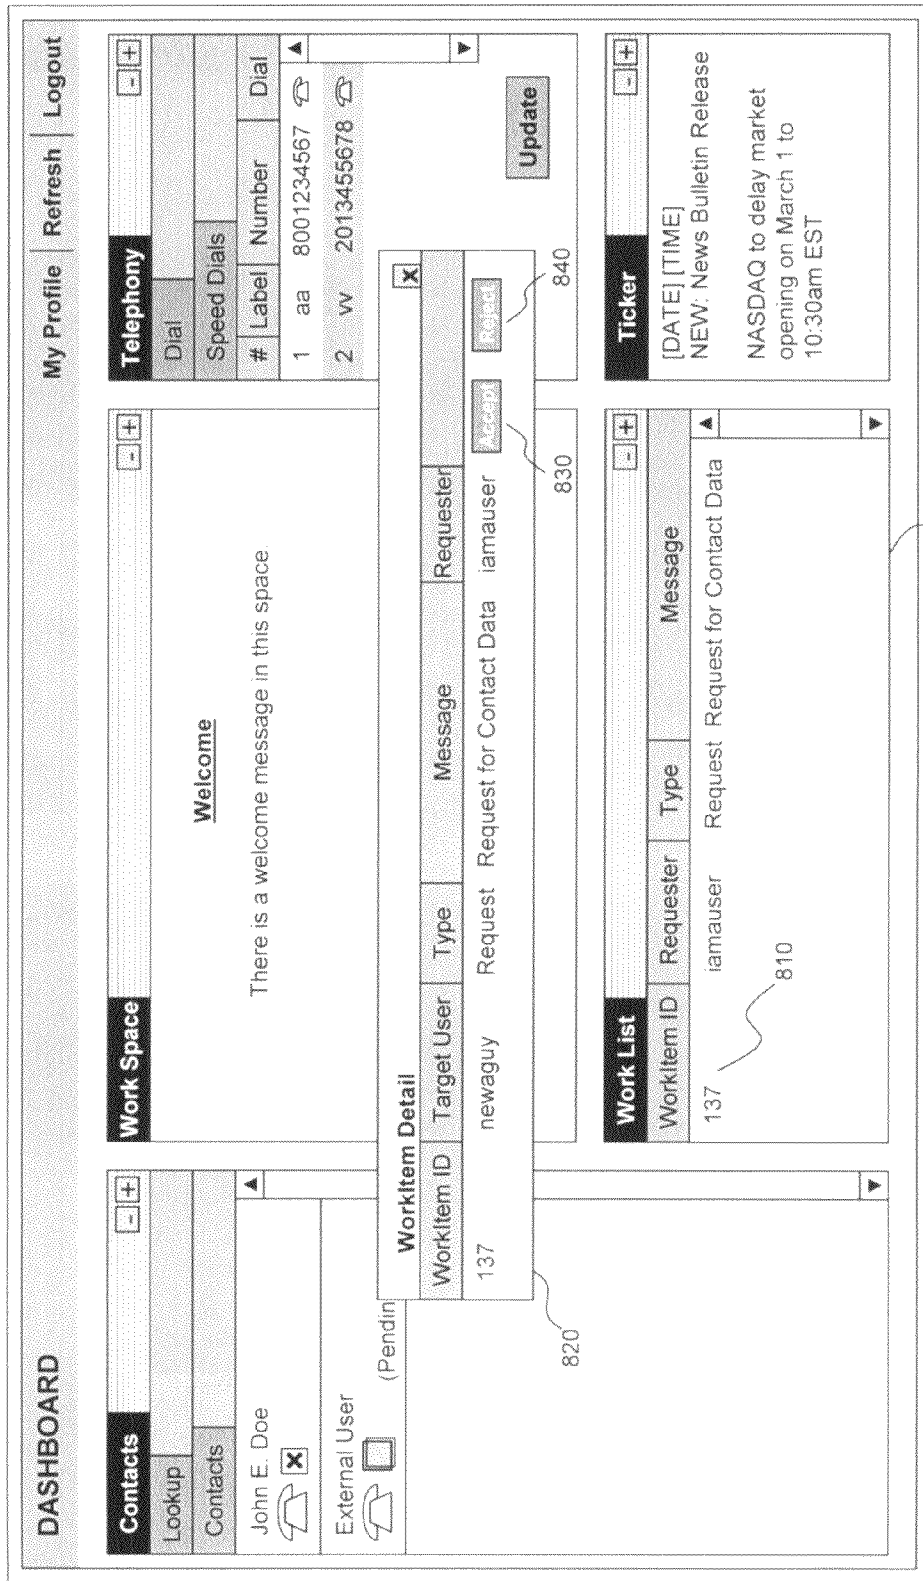 DASHBOARD
My Profile | Refresh | Logout
Contacts
- +
Lookup
Contacts
John E. Doe
External User
(Pendin
Work Space
- +
Welcome
There is a welcome message in this space
Telephony
- +
Dial
Speed Dials
# Label Number Dial
1 aa 8001234567
2 vv 2013455678
Update
WorkItem Detail
X
WorkItem ID Target User Type Message Requester
137 newaguy Request Request for Contact Data iamauser Accept Reject
820
830
840
Work List
- +
WorkItem ID Requester Type Message
137 iamauser Request Request for Contact Data
810
Ticker
- +
[DATE] [TIME]
NEW: News Bulletin Release
NASDAQ to delay market
opening on March 1 to
10:30am EST